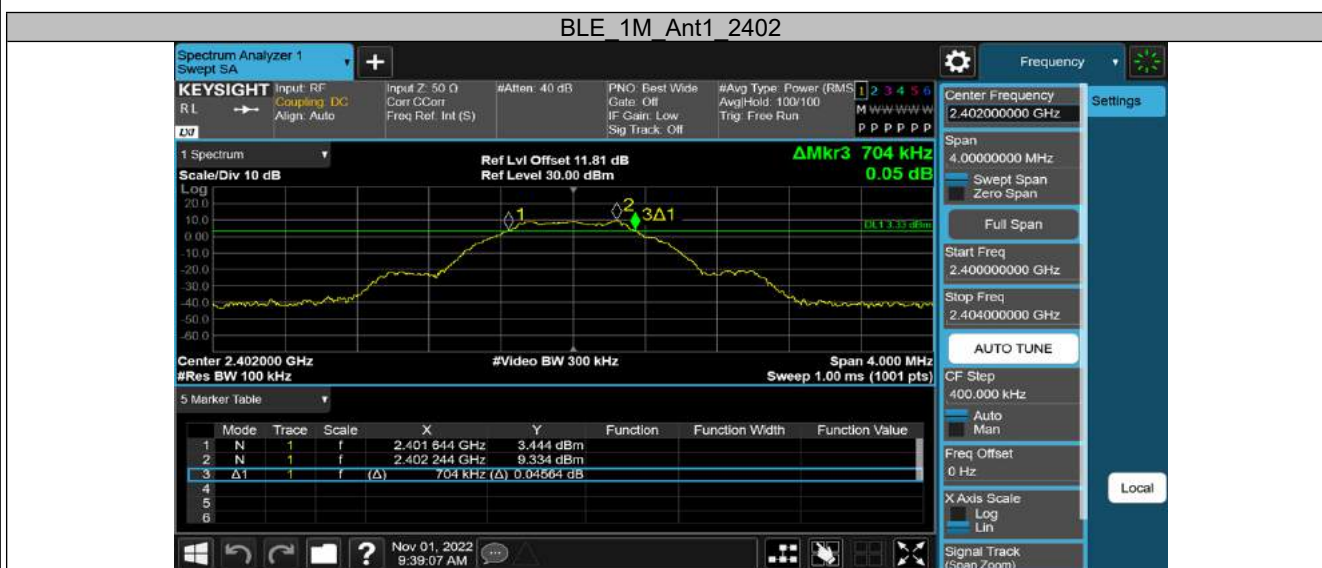 BLE_1M_Ant1_2402
Spectrum Analyzer 1
Swept SA
+
Frequency
KEYSIGHT
RL
LXI
Input: RF
Coupling: DC
Align: Auto
Input Z: 50 Ω
Corr CCorr
Freq Ref: Int (S)
#Atten: 40 dB
PNO: Best Wide
Gate: Off
IF Gain: Low
Sig Track: Off
#Avg Type: Power (RMS
Avg|Hold: 100/100
Trig: Free Run
1 2 3 4 5 6
M W W W W W
P P P P P P
Center Frequency
2.402000000 GHz
Settings
Span
4.00000000 MHz
Swept Span
Zero Span
Full Span
Start Freq
2.400000000 GHz
Stop Freq
2.404000000 GHz
AUTO TUNE
CF Step
400.000 kHz
Auto
Man
Freq Offset
0 Hz
X Axis Scale
Log
Lin
Signal Track
(Span Zoom)
Local
1 Spectrum
Scale/Div 10 dB
Ref Lvl Offset 11.81 dB
Ref Level 30.00 dBm
ΔMkr3 704 kHz
0.05 dB
Log
20.0
10.0
0.00
-10.0
-20.0
-30.0
-40.0
-50.0
-60.0
1
2
3Δ1
DL1 3.33 dBm
Center 2.402000 GHz
#Video BW 300 kHz
Span 4.000 MHz
#Res BW 100 kHz
Sweep 1.00 ms (1001 pts)
5 Marker Table
Mode Trace Scale X Y Function Function Width Function Value
1 N 1 f 2.401 644 GHz 3.444 dBm
2 N 1 f 2.402 244 GHz 9.334 dBm
3 Δ1 1 f (Δ) 704 kHz (Δ) 0.04564 dB
4
5
6
?
Nov 01, 2022
9:39:07 AM